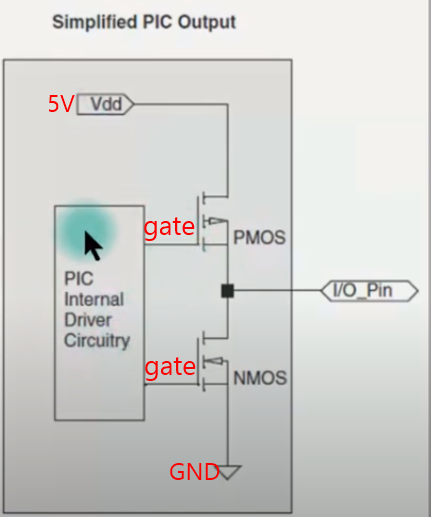 Simplified PIC Output
5V Vdd
gate
PMOS
PIC
Internal
Driver
Circuitry
I/O_Pin
gate
NMOS
GND